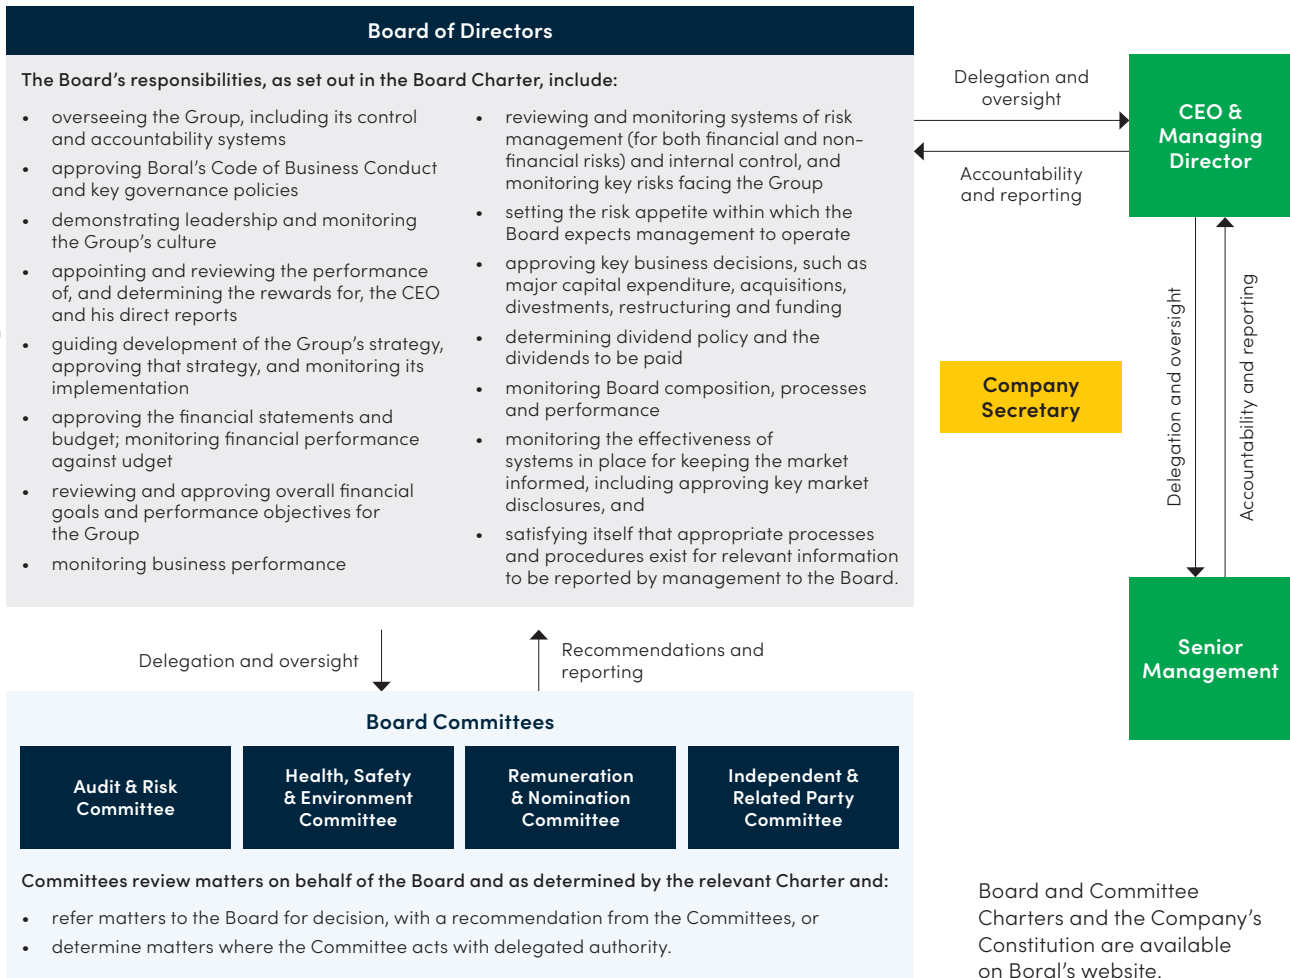 Board of Directors
The Board's responsibilities, as set out in the Board Charter, include:
• overseeing the Group, including its control
and accountability systems
• approving Boral's Code of Business Conduct
and key governance policies
• demonstrating leadership and monitoring
the Group's culture
• appointing and reviewing the performance
of, and determining the rewards for, the CEO
and his direct reports
• guiding development of the Group's strategy,
approving that strategy, and monitoring its
implementation
• approving the financial statements and
budget; monitoring financial performance
against udget
• reviewing and approving overall financial
goals and performance objectives for
the Group
• monitoring business performance
• reviewing and monitoring systems of risk
management (for both financial and non-
financial risks) and internal control, and
monitoring key risks facing the Group
• setting the risk appetite within which the
Board expects management to operate
• approving key business decisions, such as
major capital expenditure, acquisitions,
divestments, restructuring and funding
• determining dividend policy and the
dividends to be paid
• monitoring Board composition, processes
and performance
• monitoring the effectiveness of
systems in place for keeping the market
informed, including approving key market
disclosures, and
• satisfying itself that appropriate processes
and procedures exist for relevant information
to be reported by management to the Board.
Delegation and
oversight
Accountability
and reporting
CEO &
Managing
Director
Company
Secretary
Delegation and oversight
Accountability and reporting
Senior
Management
Delegation and oversight
Recommendations and
reporting
Board Committees
Audit & Risk
Committee
Health, Safety
& Environment
Committee
Remuneration
& Nomination
Committee
Independent &
Related Party
Committee
Committees review matters on behalf of the Board and as determined by the relevant Charter and:
• refer matters to the Board for decision, with a recommendation from the Committees, or
• determine matters where the Committee acts with delegated authority.
Board and Committee
Charters and the Company's
Constitution are available
on Boral's website.